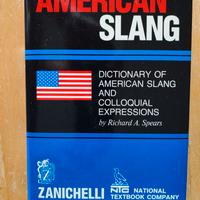 AMERICAN
SLANG
DICTIONARY OF
AMERICAN SLANG
AND
COLLOQUIAL
EXPRESSIONS
by Richard A. Spears
Z
ZANICHELLI
NTC NATIONAL
TEXTBOOK COMPANY